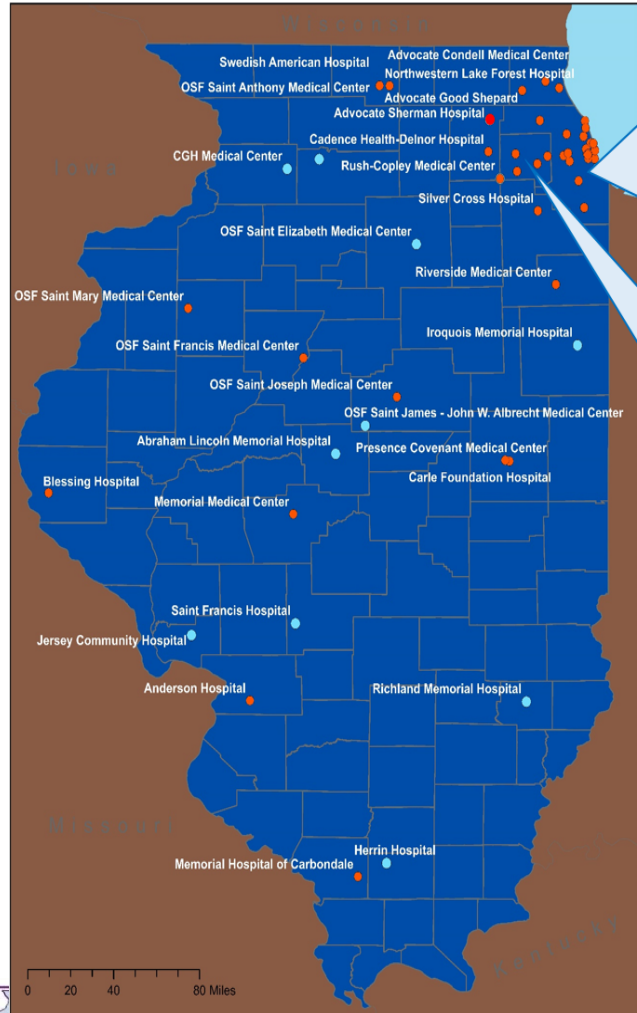 Wisconsin
Swedish American Hospital
Advocate Condell Medical Center
Northwestern Lake Forest Hospital
OSF Saint Anthony Medical Center
Advocate Good Shepard
Advocate Sherman Hospital
Cadence Health-Delnor Hospital
CGH Medical Center
Rush-Copley Medical Center
Iowa
Silver Cross Hospital
OSF Saint Elizabeth Medical Center
Riverside Medical Center
OSF Saint Mary Medical Center
Iroquois Memorial Hospital
OSF Saint Francis Medical Center
OSF Saint Joseph Medical Center
OSF Saint James - John W. Albrecht Medical Center
Abraham Lincoln Memorial Hospital
Presence Covenant Medical Center
Carle Foundation Hospital
Blessing Hospital
Memorial Medical Center
Saint Francis Hospital
Jersey Community Hospital
Anderson Hospital
Richland Memorial Hospital
Missouri
Herrin Hospital
Memorial Hospital of Carbondale
Kentucky
0 20 40 80 Miles